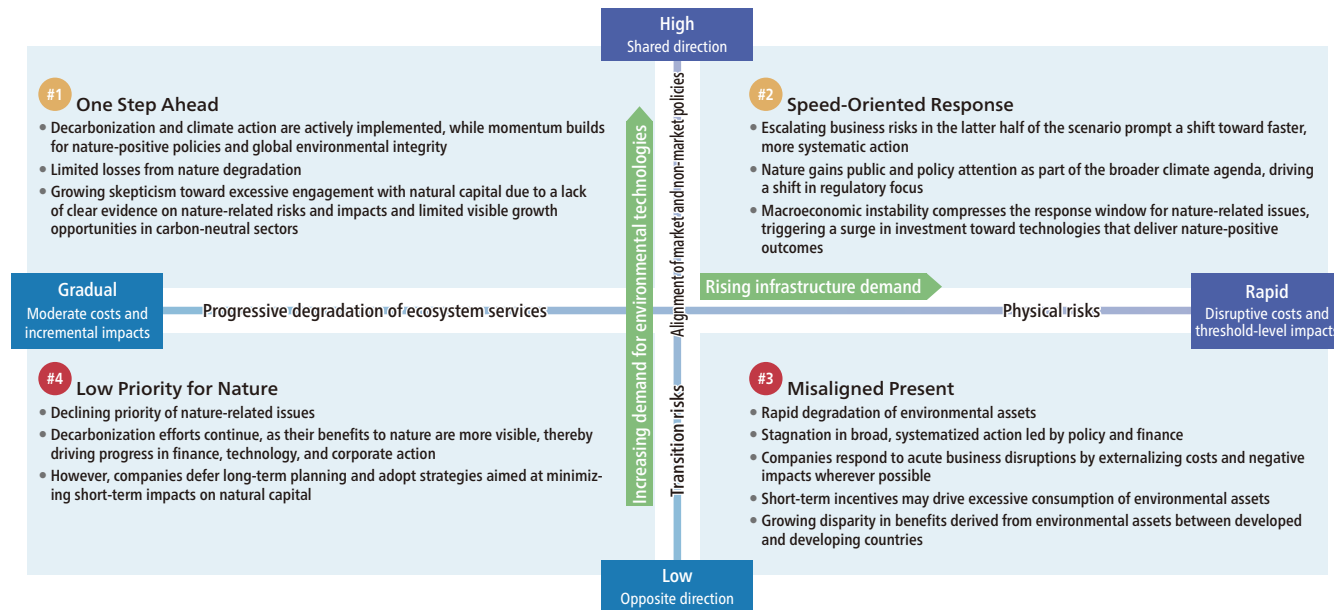 High
Shared direction
#1
One Step Ahead
• Decarbonization and climate action are actively implemented, while momentum builds
for nature-positive policies and global environmental integrity
• Limited losses from nature degradation
• Growing skepticism toward excessive engagement with natural capital due to a lack
of clear evidence on nature-related risks and impacts and limited visible growth
opportunities in carbon-neutral sectors
Increasing demand for environmental technologies
Alignment of market and non-market policies
#2
Speed-Oriented Response
• Escalating business risks in the latter half of the scenario prompt a shift toward faster,
more systematic action
• Nature gains public and policy attention as part of the broader climate agenda, driving
a shift in regulatory focus
• Macroeconomic instability compresses the response window for nature-related issues,
triggering a surge in investment toward technologies that deliver nature-positive
outcomes
Gradual
Moderate costs and
incremental impacts
Progressive degradation of ecosystem services
Rising infrastructure demand
Physical risks
Rapid
Disruptive costs and
threshold-level impacts
#4
Low Priority for Nature
• Declining priority of nature-related issues
• Decarbonization efforts continue, as their benefits to nature are more visible, thereby
driving progress in finance, technology, and corporate action
• However, companies defer long-term planning and adopt strategies aimed at minimiz-
ing short-term impacts on natural capital
Transition risks
#3
Misaligned Present
• Rapid degradation of environmental assets
• Stagnation in broad, systematized action led by policy and finance
• Companies respond to acute business disruptions by externalizing costs and negative
impacts wherever possible
• Short-term incentives may drive excessive consumption of environmental assets
• Growing disparity in benefits derived from environmental assets between developed
and developing countries
Low
Opposite direction